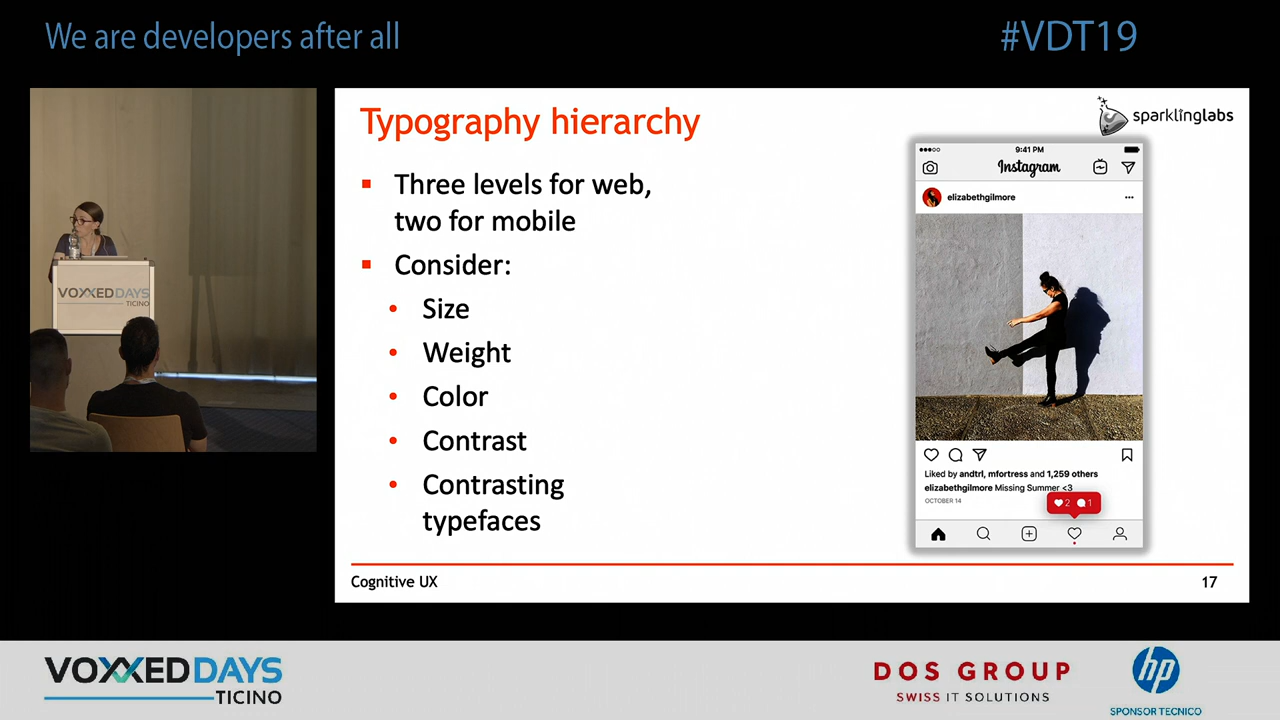 We are developers after all
#VDT19
VOXXEDDAYS
TICINO
Typography hierarchy
sparklinglabs
Three levels for web,
two for mobile
Consider:
Size
Weight
Color
Contrast
Contrasting
typefaces
9:41 PM
Instagram
elizabethgilmore
Liked by andtrl, mfortress and 1,259 others
elizabethgilmore Missing Summer <3
OCTOBER 14
2 1
Cognitive UX
17
VOXXEDDAYS
TICINO
DOS GROUP
SWISS IT SOLUTIONS
hp
SPONSOR TECNICO